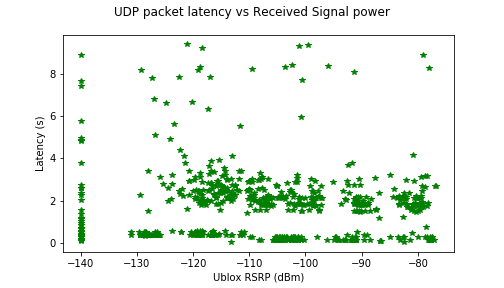 UDP packet latency vs Received Signal power
Latency (s)
8
6
4
2
0
−140 −130 −120 −110 −100 −90 −80
Ublox RSRP (dBm)